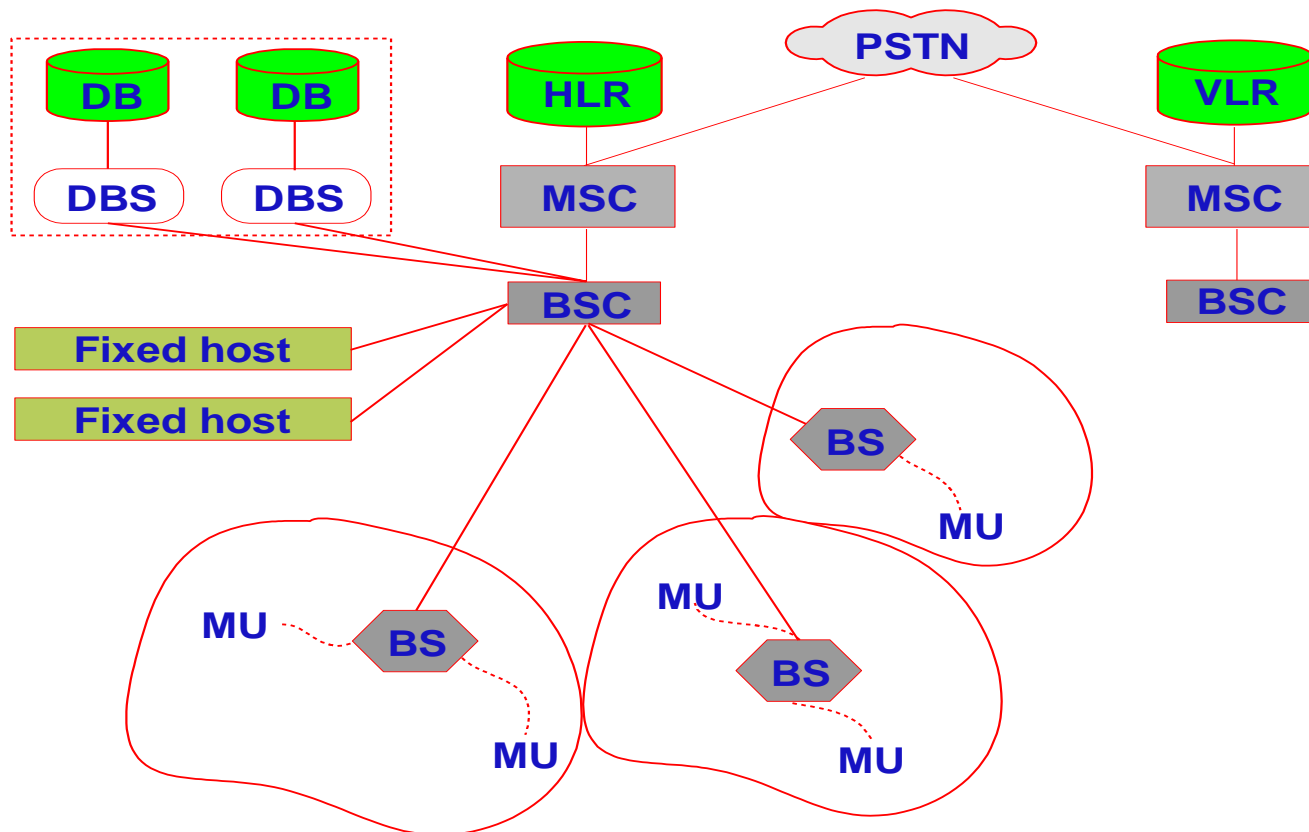 PSTN
DB
DB
HLR
VLR
DBS
DBS
MSC
MSC
BSC
BSC
Fixed host
Fixed host
BS
MU
MU
MU
BS
BS
MU
MU